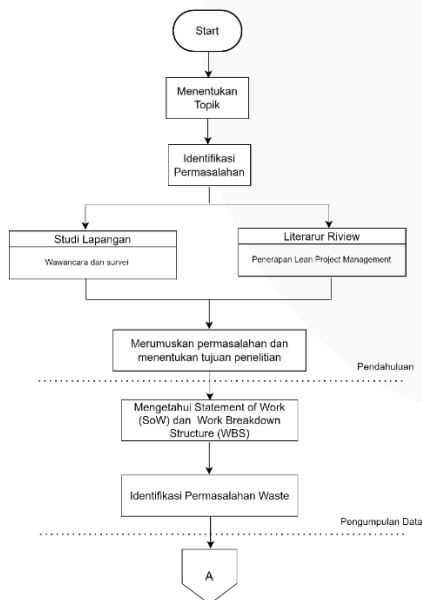 Start
Menentukan
Topik
Identifikasi
Permasalahan
Studi Lapangan
Wawancara dan survei
Literarur Riview
Penerapan Lean Project Management
Merumuskan permasalahan dan
menentukan tujuan penelitian
Pendahuluan
Mengetahui Statement of Work
(SoW) dan Work Breakdown
Structure (WBS)
Identifikasi Permasalahan Waste
Pengumpulan Data
A